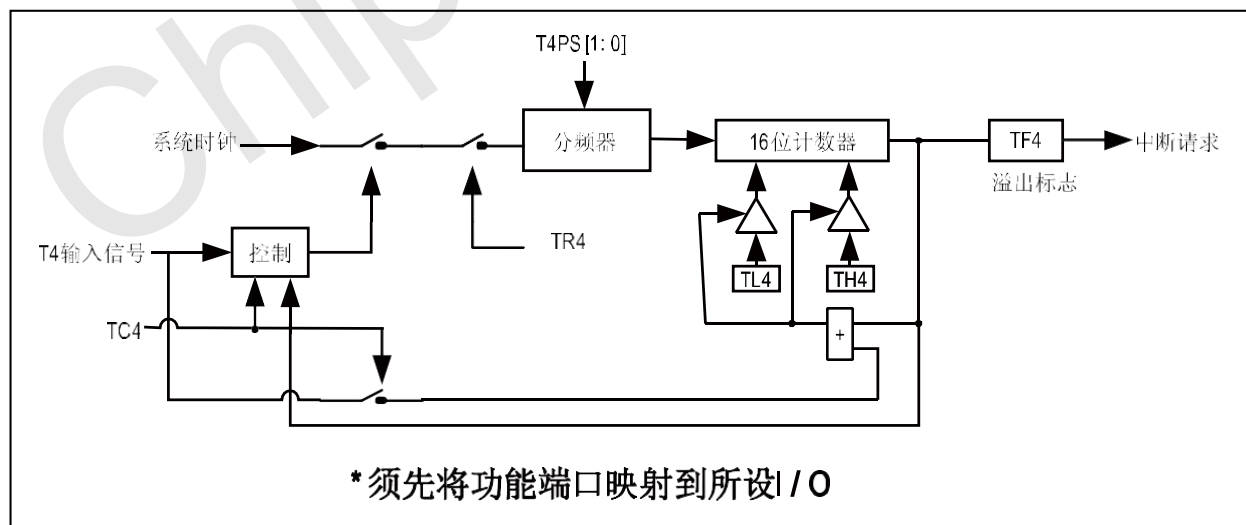 Chip
T4PS[1:0]
系统时钟
分频器
16位计数器
TF4
中断请求
溢出标志
T4输入信号
控制
TR4
TL4
TH4
TC4
+
*须先将功能端口映射到所设I / O